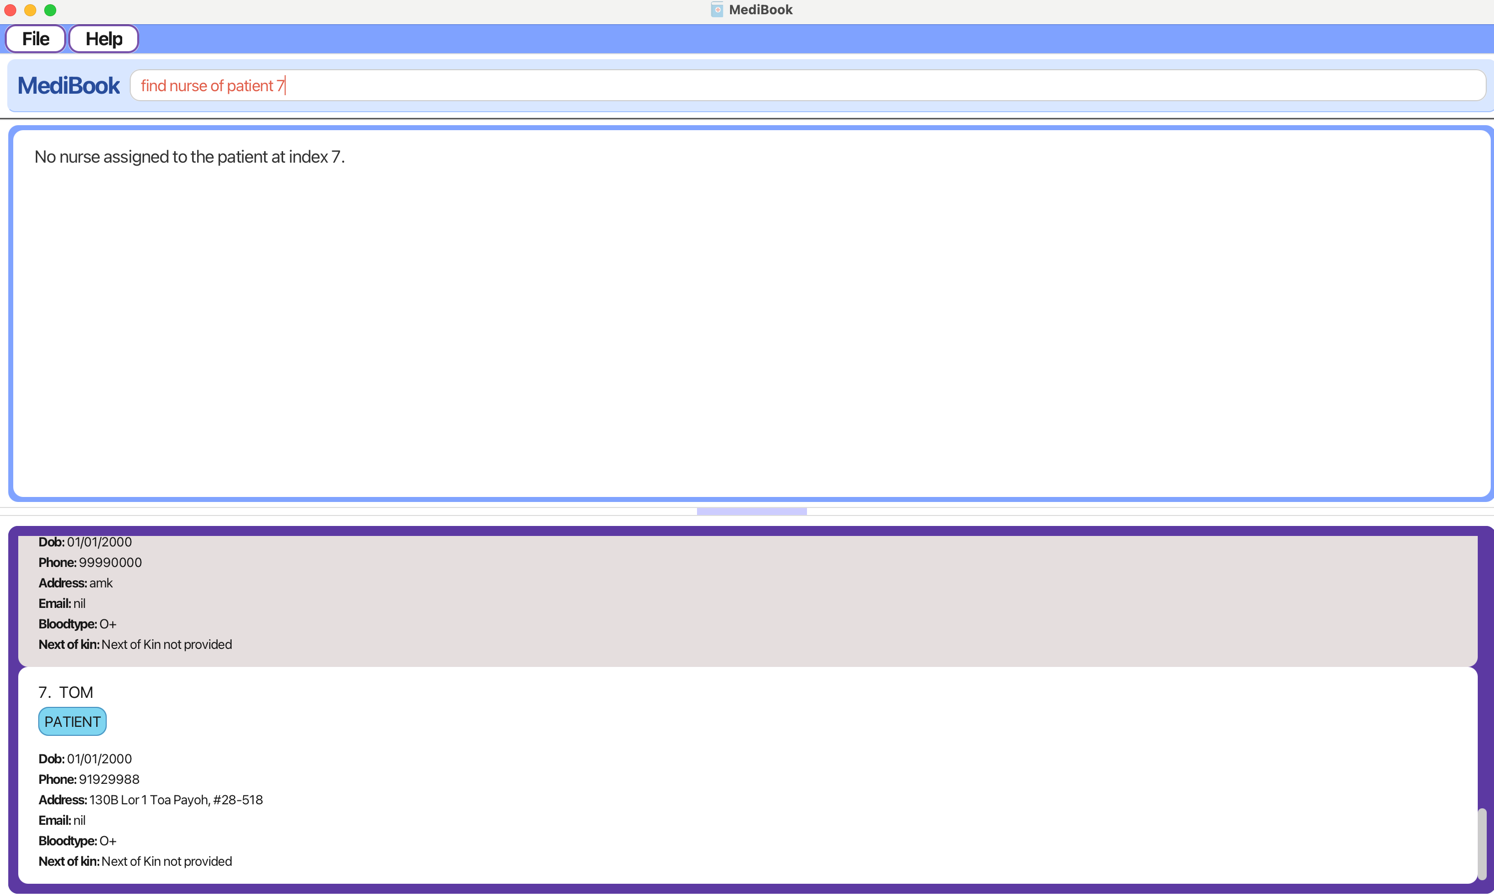 MediBook
File Help
MediBook find nurse of patient 7
No nurse assigned to the patient at index 7.
Dob: 01/01/2000
Phone: 99990000
Address: amk
Email: nil
Bloodtype: O+
Next of kin: Next of Kin not provided
7. TOM
PATIENT
Dob: 01/01/2000
Phone: 91929988
Address: 130B Lor 1 Toa Payoh, #28-518
Email: nil
Bloodtype: O+
Next of kin: Next of Kin not provided